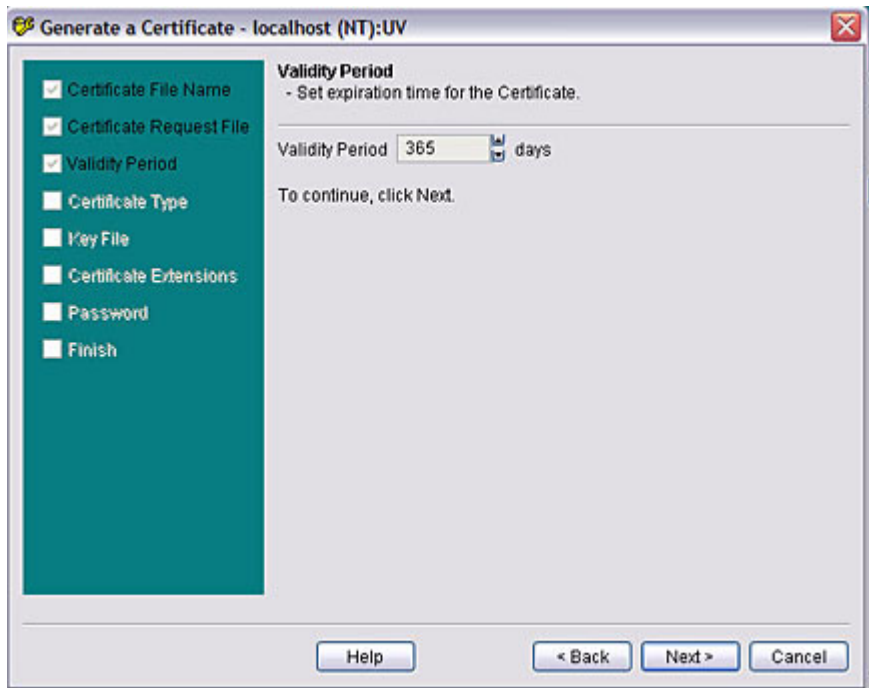 Generate a Certificate - localhost (NT):UV
Certificate File Name
Certificate Request File
Validity Period
Certificate Type
Key File
Certificate Extensions
Password
Finish
Validity Period
- Set expiration time for the Certificate.
Validity Period 365 days
To continue, click Next.
Help < Back Next > Cancel